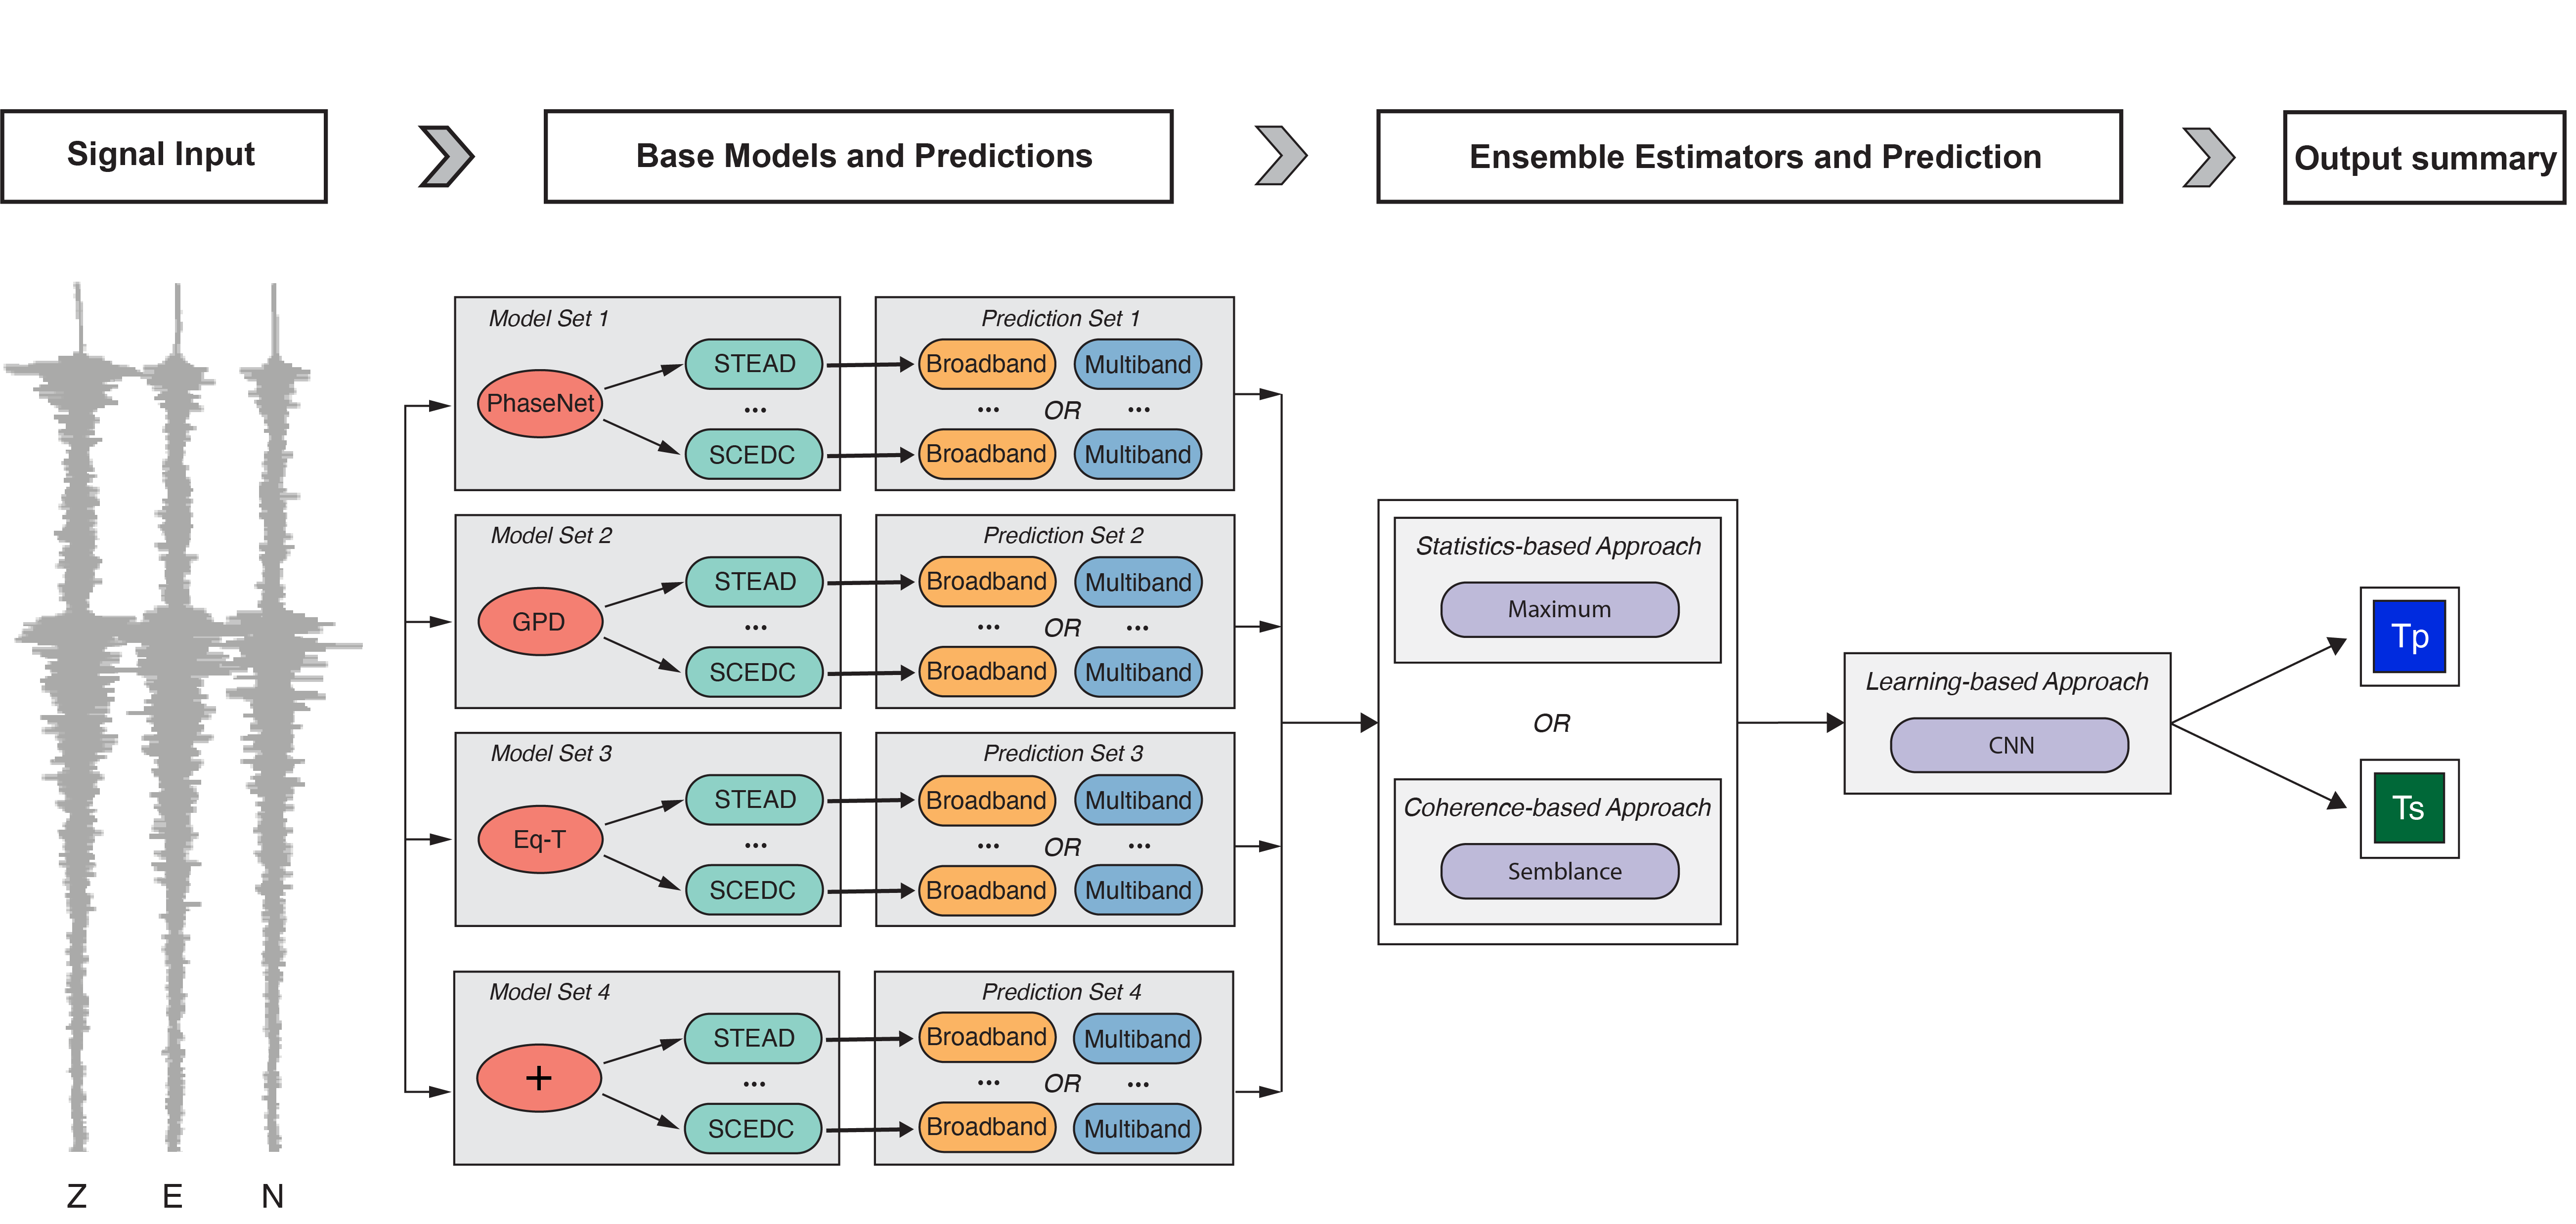 Signal Input
Base Models and Predictions
Ensemble Estimators and Prediction
Output summary
Model Set 1
PhaseNet
STEAD
...
SCEDC
Prediction Set 1
Broadband Multiband
... OR ...
Broadband Multiband
Model Set 2
GPD
STEAD
...
SCEDC
Prediction Set 2
Broadband Multiband
... OR ...
Broadband Multiband
Model Set 3
Eq-T
STEAD
...
SCEDC
Prediction Set 3
Broadband Multiband
... OR ...
Broadband Multiband
Model Set 4
+
STEAD
...
SCEDC
Prediction Set 4
Broadband Multiband
... OR ...
Broadband Multiband
Statistics-based Approach
Maximum
OR
Coherence-based Approach
Semblance
Learning-based Approach
CNN
Tp
Ts
Z E N